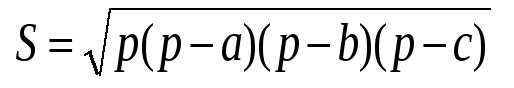 S = √p(p − a)(p − b)(p − c)